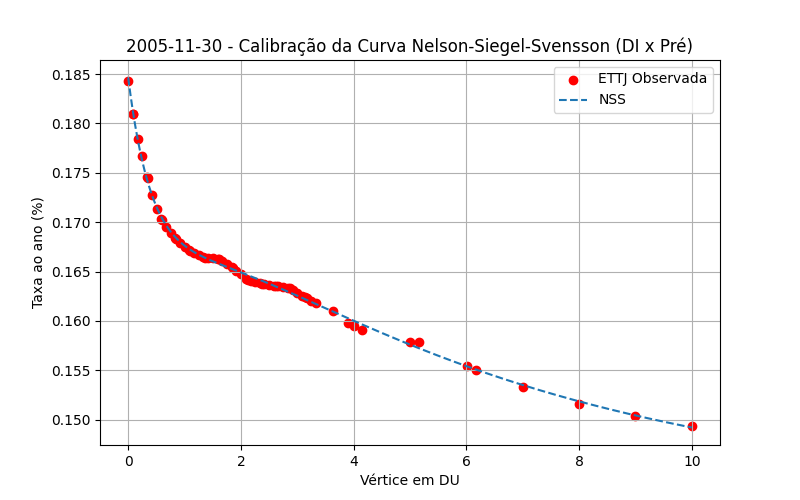 2005-11-30 - Calibração da Curva Nelson-Siegel-Svensson (DI x Pré)
ETTJ Observada
NSS
Taxa ao ano (%)
0.185
0.180
0.175
0.170
0.165
0.160
0.155
0.150
0 2 4 6 8 10
Vértice em DU